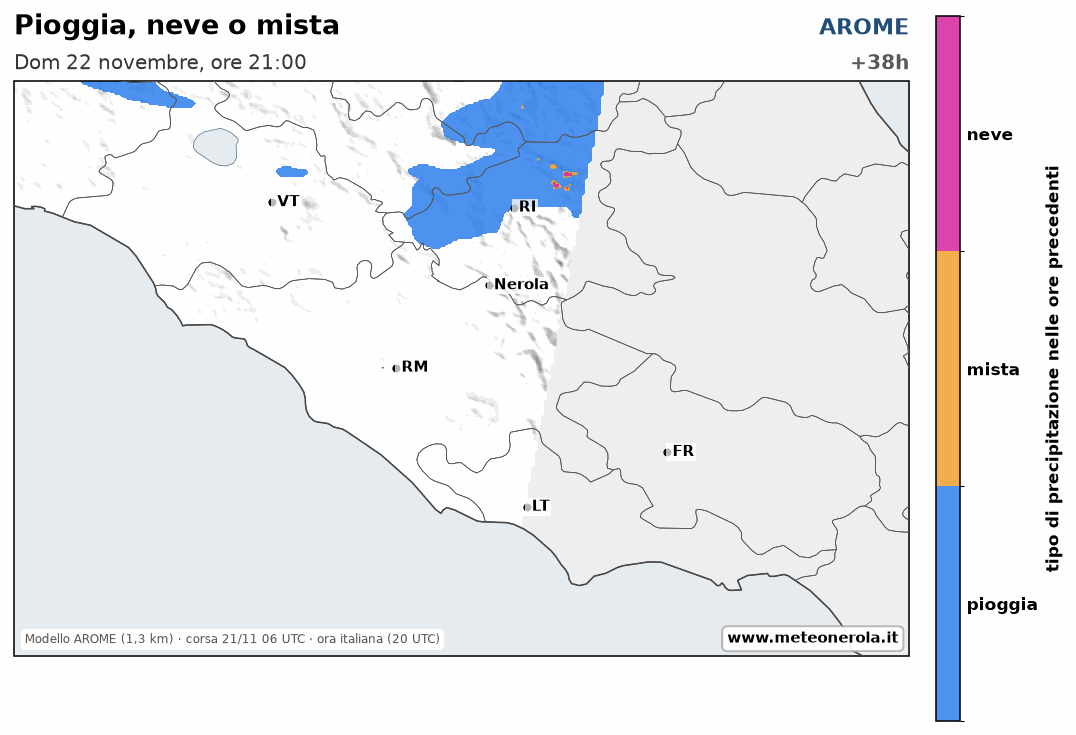 Pioggia, neve o mista
AROME
Dom 22 novembre, ore 21:00
+38h
neve
mista
pioggia
tipo di precipitazione nelle ore precedenti
VT
RI
Nerola
RM
FR
LT
Modello AROME (1,3 km) · corsa 21/11 06 UTC · ora italiana (20 UTC)
www.meteonerola.it